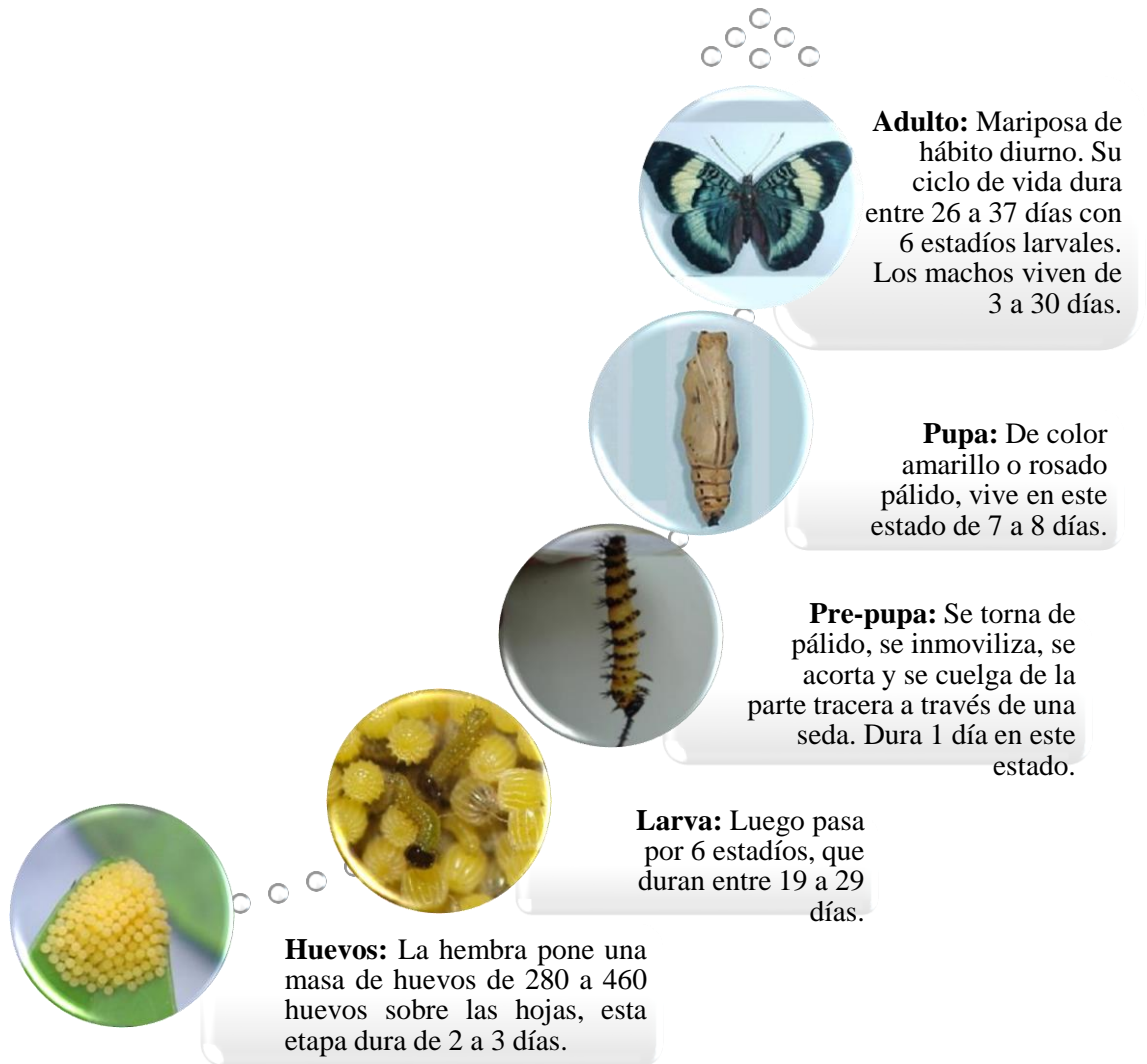 Adulto: Mariposa de
hábito diurno. Su
ciclo de vida dura
entre 26 a 37 días con
6 estadíos larvales.
Los machos viven de
3 a 30 días.
Pupa: De color
amarillo o rosado
pálido, vive en este
estado de 7 a 8 días.
Pre-pupa: Se torna de
pálido, se inmoviliza, se
acorta y se cuelga de la
parte tracera a través de una
seda. Dura 1 día en este
estado.
Larva: Luego pasa
por 6 estadíos, que
duran entre 19 a 29
días.
Huevos: La hembra pone una
masa de huevos de 280 a 460
huevos sobre las hojas, esta
etapa dura de 2 a 3 días.